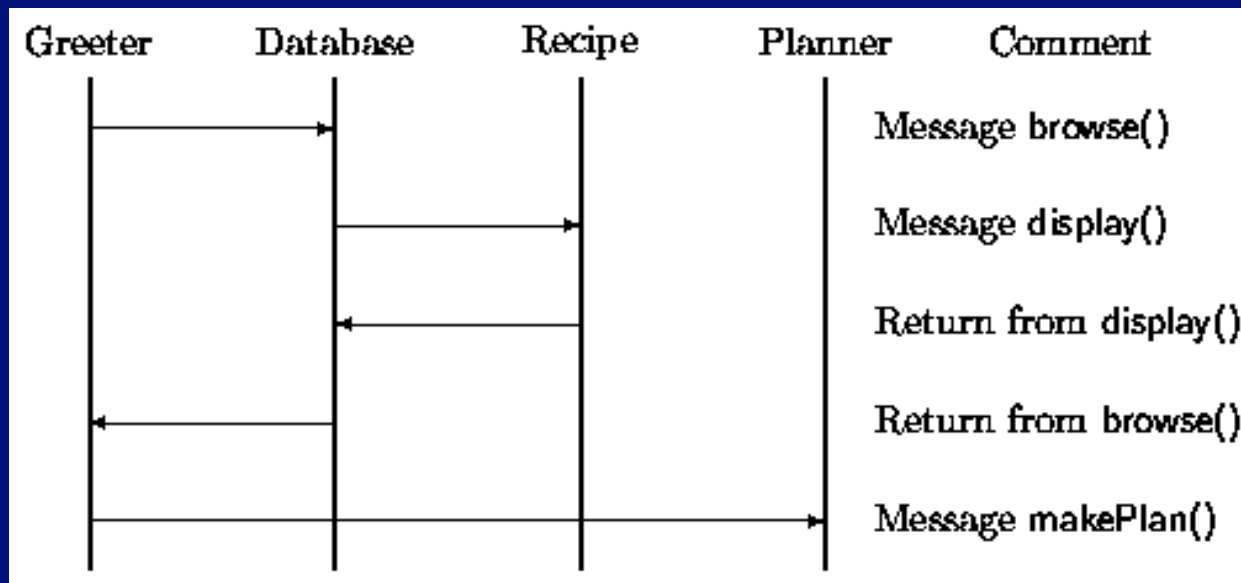 Greeter Database Recipe Planner Comment
Message browse()
Message display()
Return from display()
Return from browse()
Message makePlan()